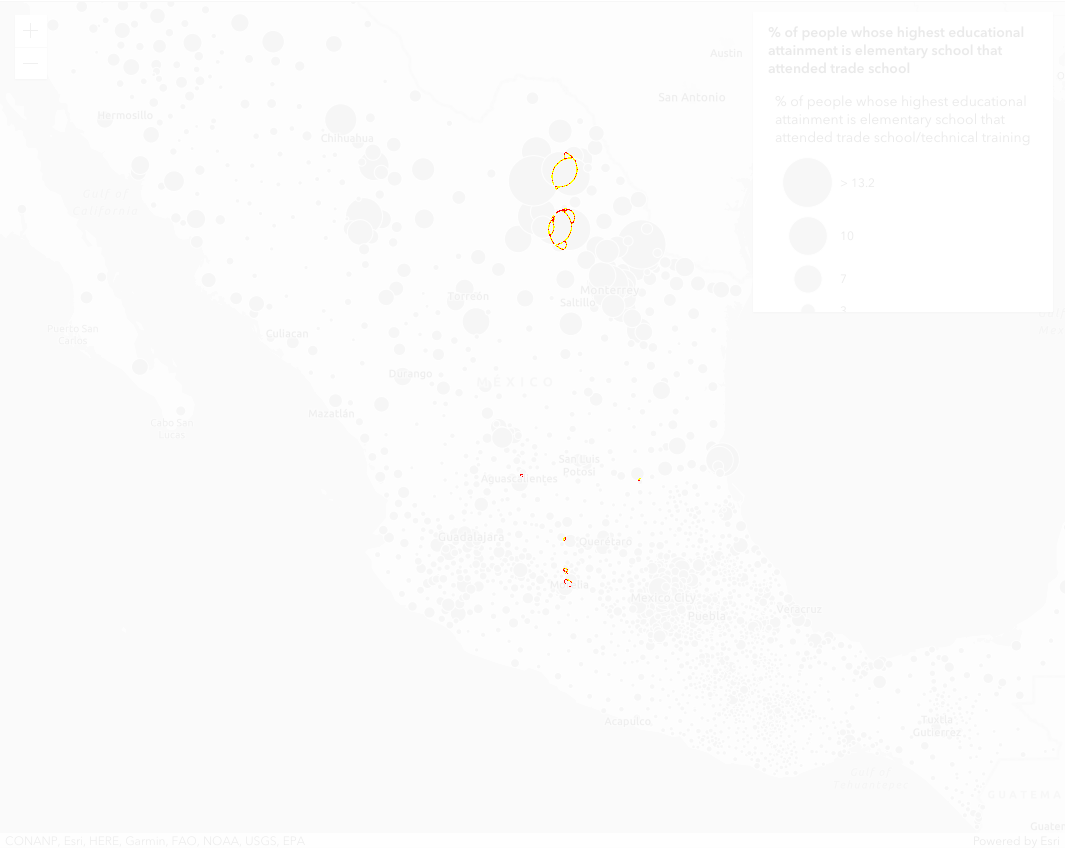 +
−
% of people whose highest educational
attainment is elementary school that
attended trade school
% of people whose highest educational
attainment is elementary school that
attended trade school/technical training
> 13.2
10
7
Austin
San Antonio
Hermosillo
Chihuahua
Gulf of
California
Monterrey
Torreón
Saltillo
Puerto San
Carlos
Culiacan
Durango
MÉXICO
Mazatlán
Cabo San
Lucas
San Luis
Potosí
Aguascalientes
Guadalajara
Querétaro
Morelia
Mexico City
Puebla
Veracruz
Acapulco
Tuxtla
Gutiérrez
Gulf of
Tehuantepec
GUATEMA
Guatem
CONANP, Esri, HERE, Garmin, FAO, NOAA, USGS, EPA
Powered by Esri